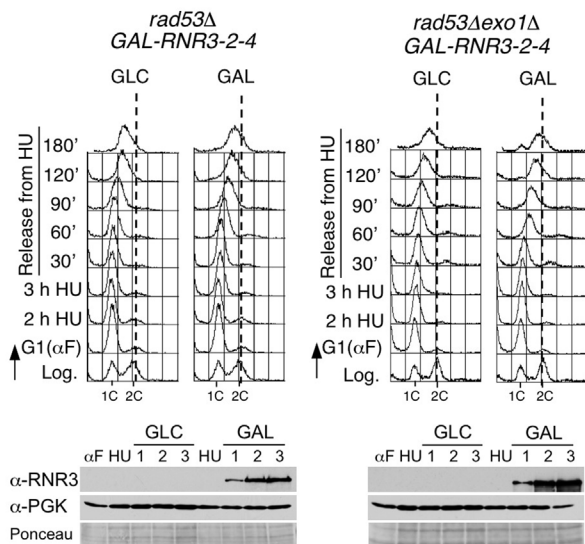 rad53Δ
GAL-RNR3-2-4
GLC GAL
Release from HU
180'
120'
90'
60'
30'
3 h HU
2 h HU
G1(αF)
Log.
1C 2C 1C 2C
rad53Δexo1Δ
GAL-RNR3-2-4
GLC GAL
Release from HU
180'
120'
90'
60'
30'
3 h HU
2 h HU
G1(αF)
Log.
1C 2C 1C 2C
GLC GAL
αF HU 1 2 3 HU 1 2 3
α-RNR3
α-PGK
Ponceau
GLC GAL
αF HU 1 2 3 HU 1 2 3